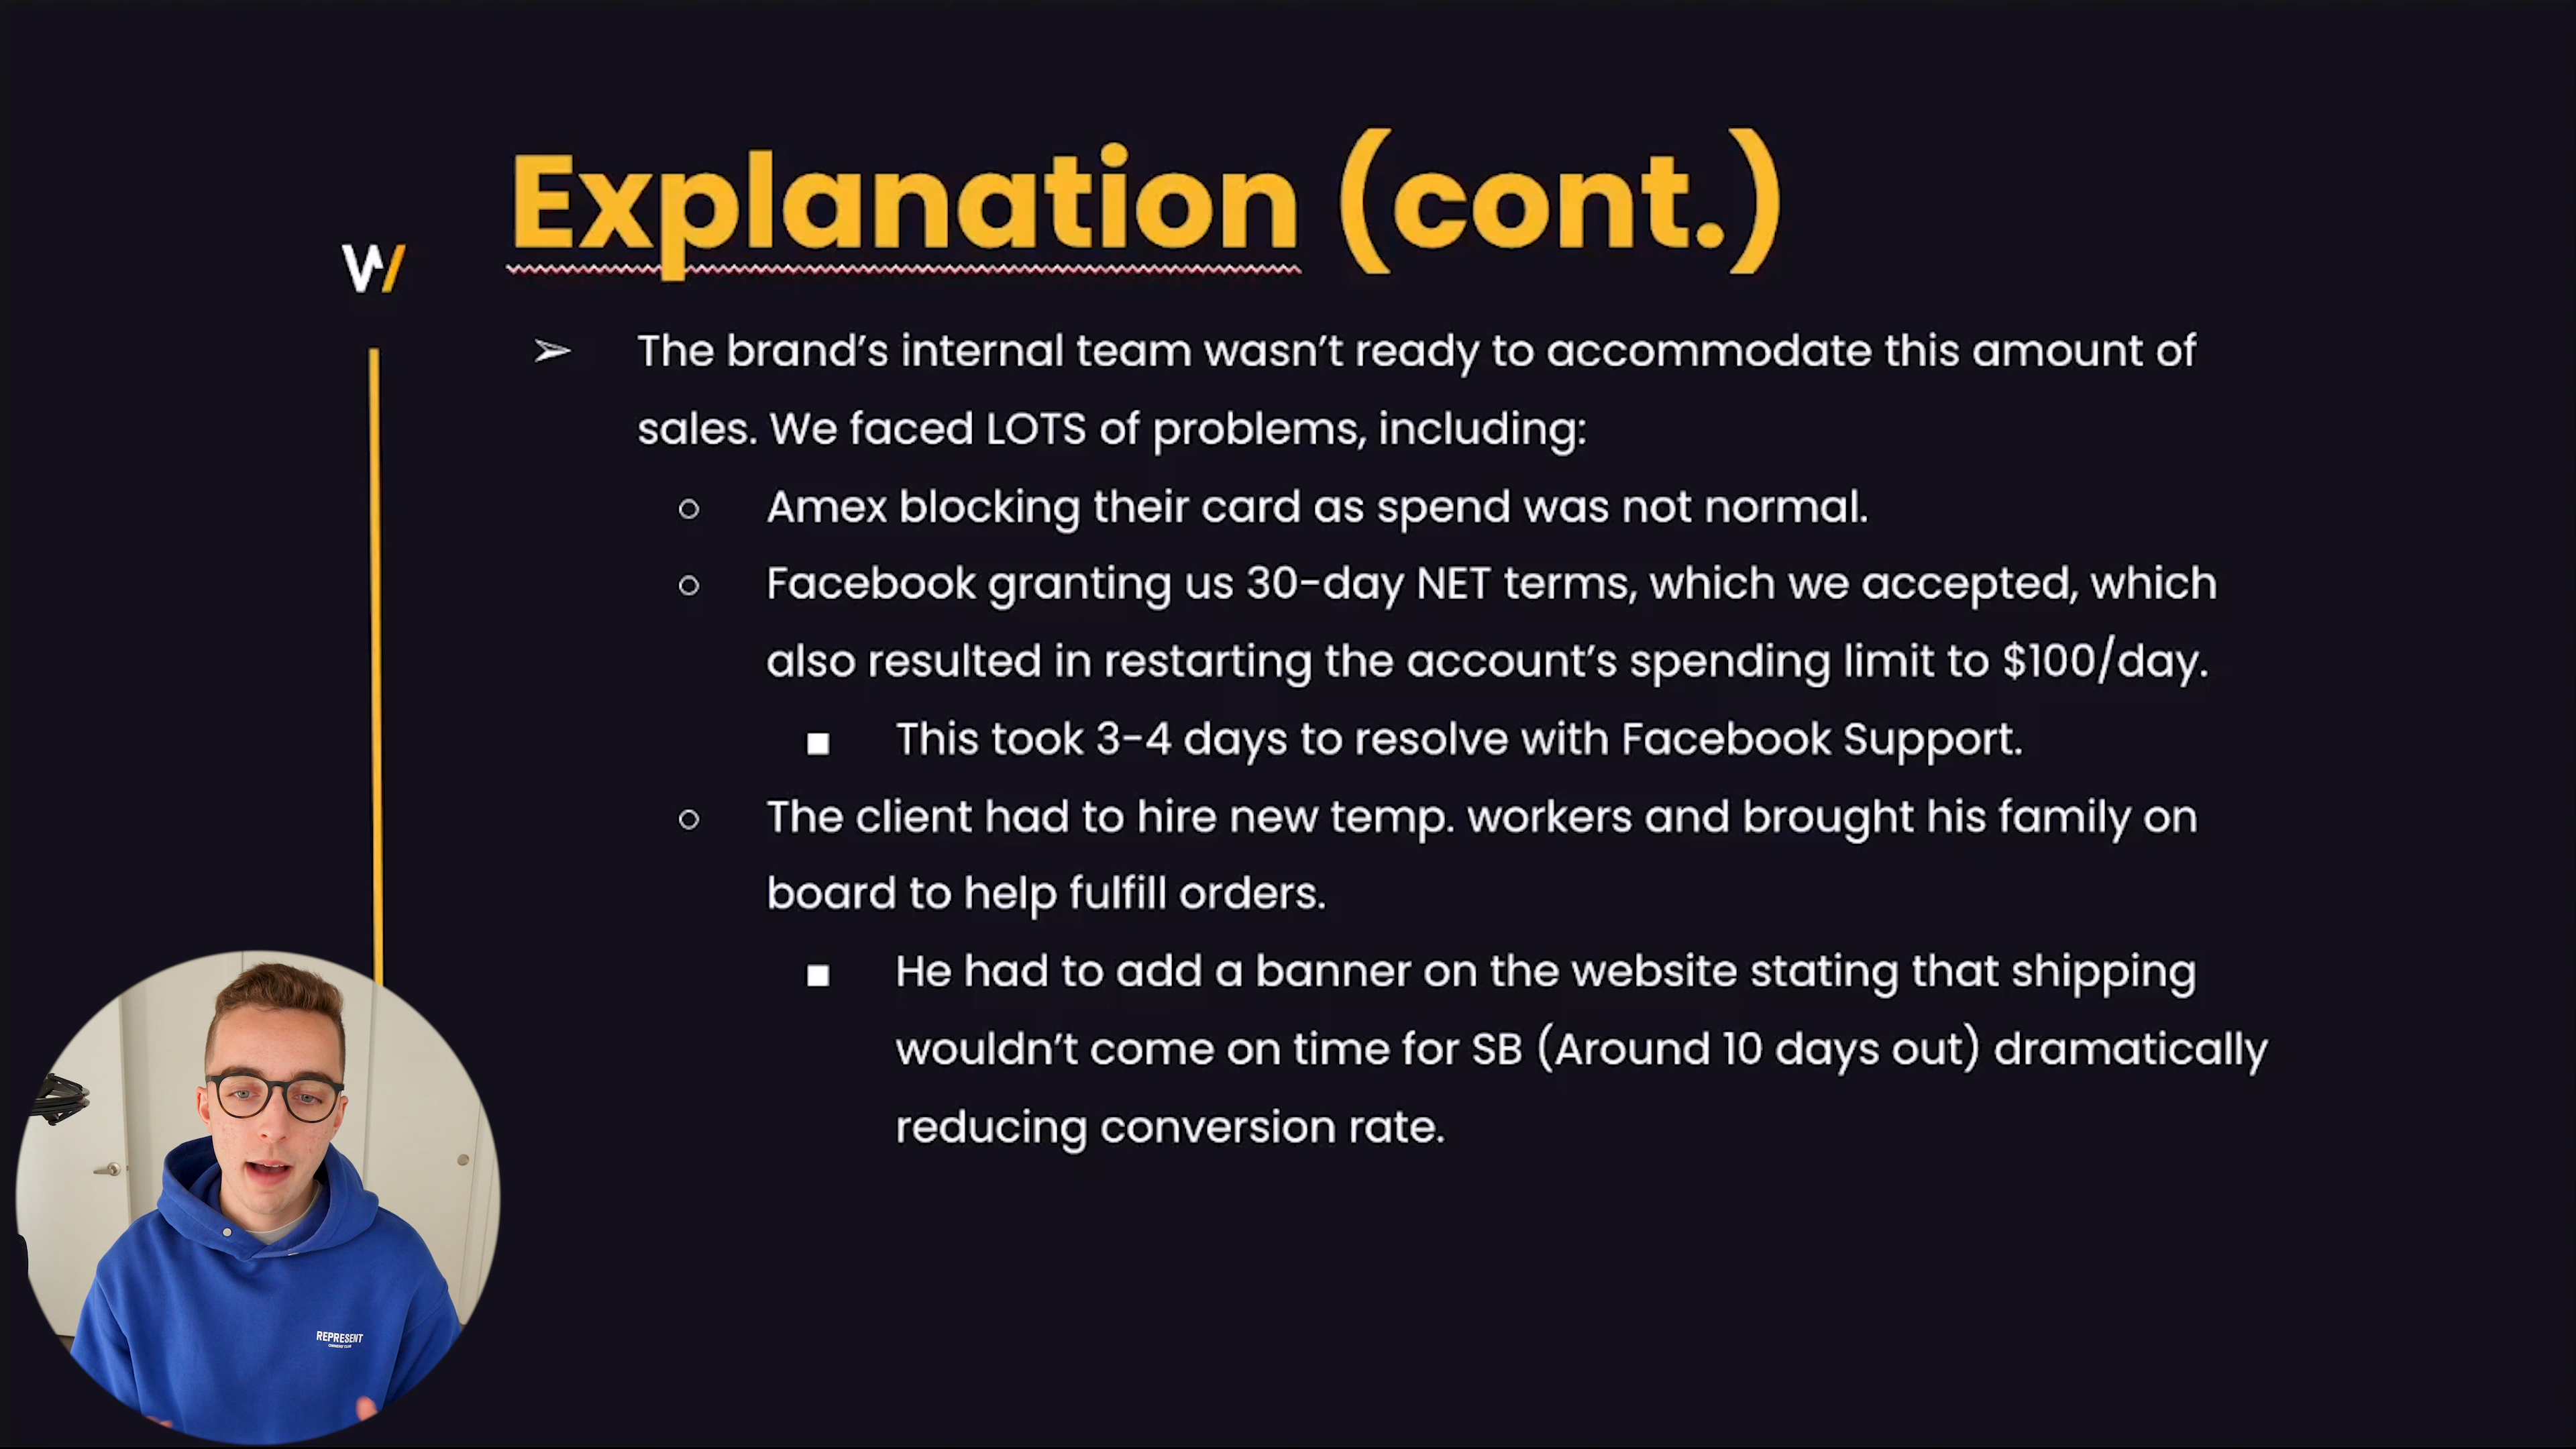 Explanation (cont.)
W
➢ The brand's internal team wasn't ready to accommodate this amount of
sales. We faced LOTS of problems, including:
○ Amex blocking their card as spend was not normal.
○ Facebook granting us 30-day NET terms, which we accepted, which
also resulted in restarting the account's spending limit to $100/day.
■ This took 3-4 days to resolve with Facebook Support.
○ The client had to hire new temp. workers and brought his family on
board to help fulfill orders.
■ He had to add a banner on the website stating that shipping
wouldn't come on time for SB (Around 10 days out) dramatically
reducing conversion rate.
REPRESENT